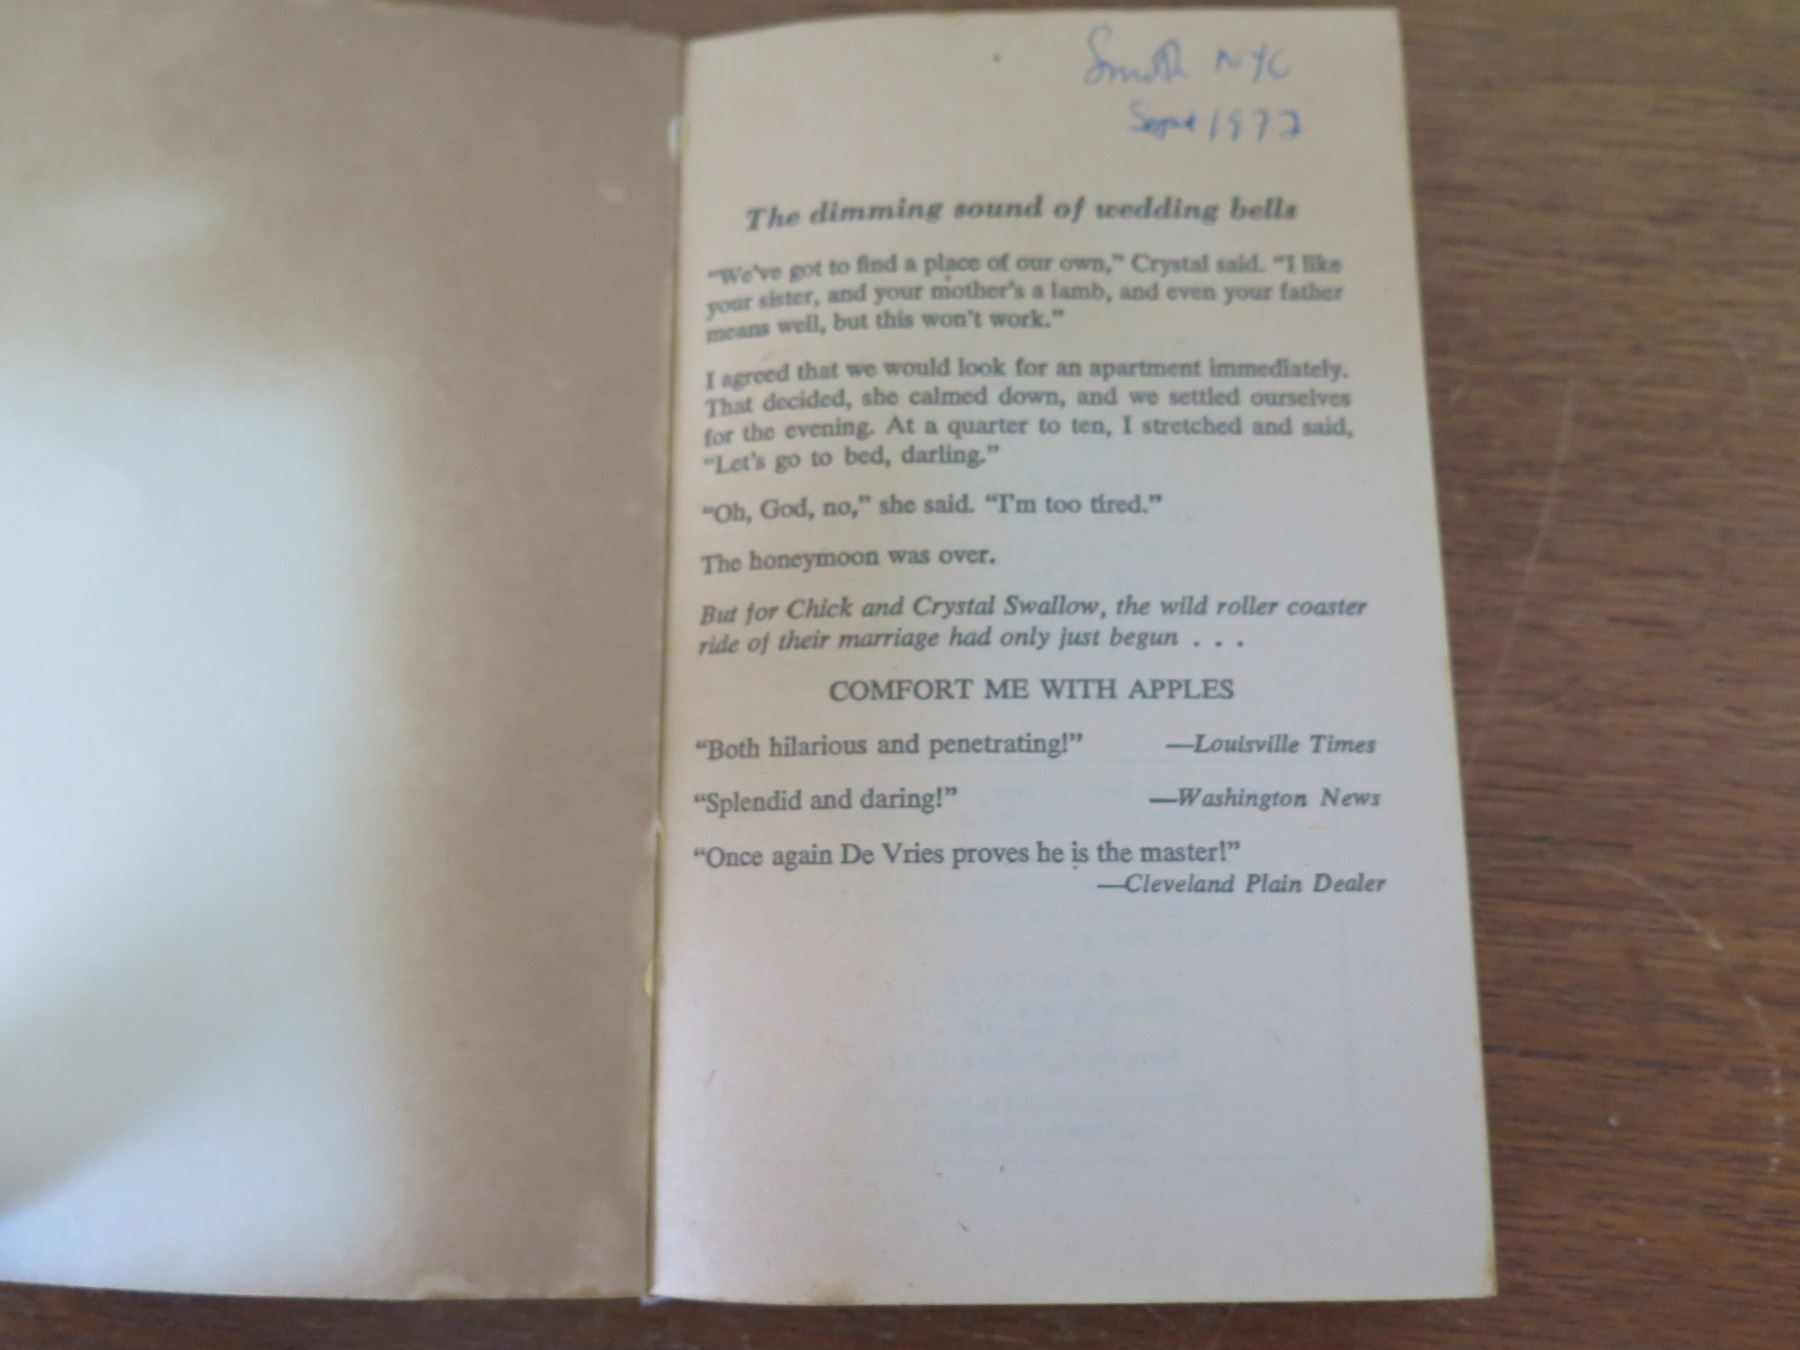 Smith NYC
Sept 1972
The dimming sound of wedding bells
“We've got to find a place of our own,” Crystal said. “I like
your sister, and your mother's a lamb, and even your father
means well, but this won't work.”
I agreed that we would look for an apartment immediately.
That decided, she calmed down, and we settled ourselves
for the evening. At a quarter to ten, I stretched and said,
“Let's go to bed, darling.”
“Oh, God, no,” she said. “I'm too tired.”
The honeymoon was over.
But for Chick and Crystal Swallow, the wild roller coaster
ride of their marriage had only just begun . . .
COMFORT ME WITH APPLES
“Both hilarious and penetrating!” —Louisville Times
“Splendid and daring!” —Washington News
“Once again De Vries proves he is the master!”
—Cleveland Plain Dealer